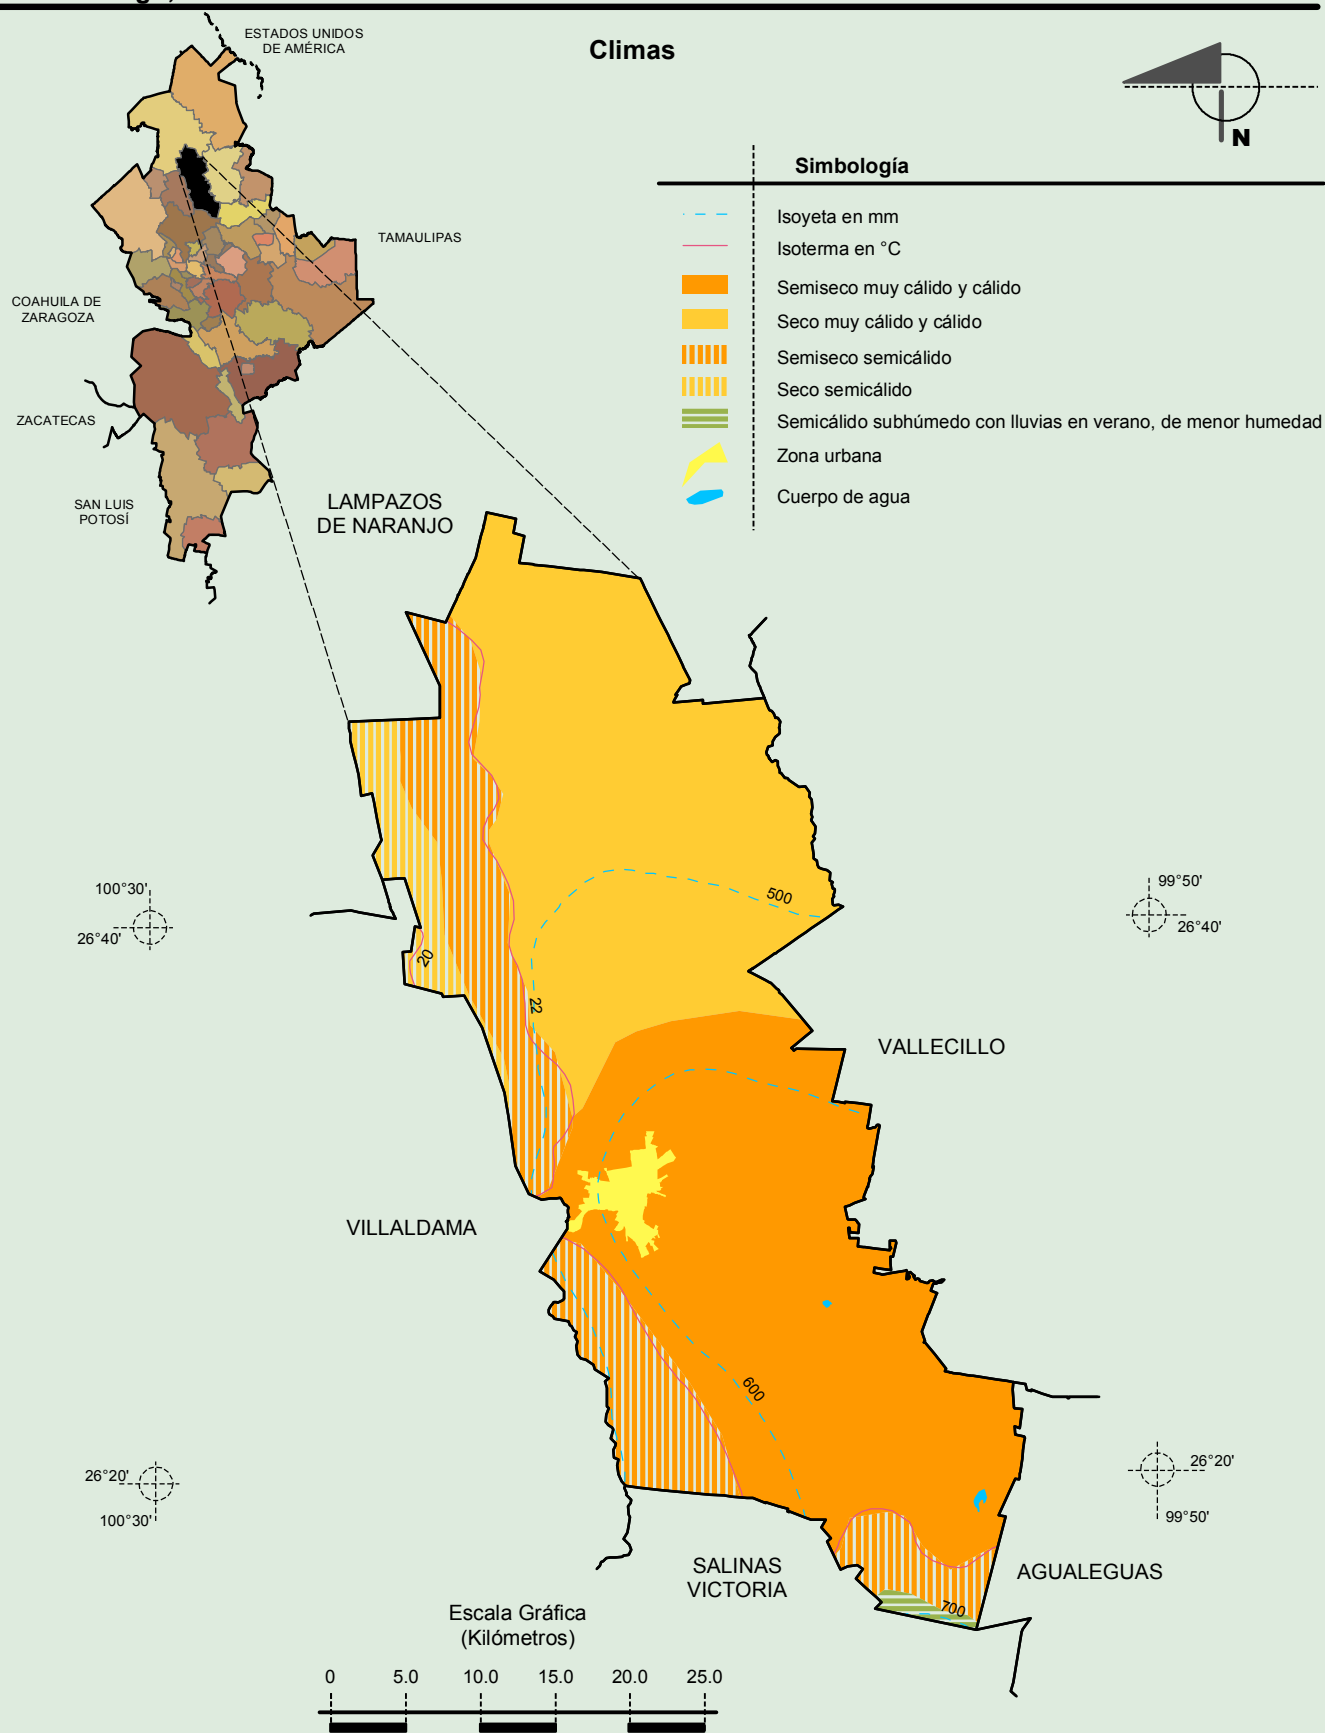 Climas
ESTADOS UNIDOS
DE AMÉRICA
N
Simbología
Isoyeta en mm
Isoterma en °C
Semiseco muy cálido y cálido
Seco muy cálido y cálido
Semiseco semicálido
Seco semicálido
Semicálido subhúmedo con lluvias en verano, de menor humedad
Zona urbana
Cuerpo de agua
TAMAULIPAS
COAHUILA DE
ZARAGOZA
ZACATECAS
SAN LUIS
POTOSÍ
LAMPAZOS
DE NARANJO
100°30'
26°40'
99°50'
26°40'
500
20
22
VALLECILLO
VILLALDAMA
600
26°20'
100°30'
26°20'
99°50'
SALINAS
VICTORIA
AGUALEGUAS
700
Escala Gráfica
(Kilómetros)
0 5.0 10.0 15.0 20.0 25.0